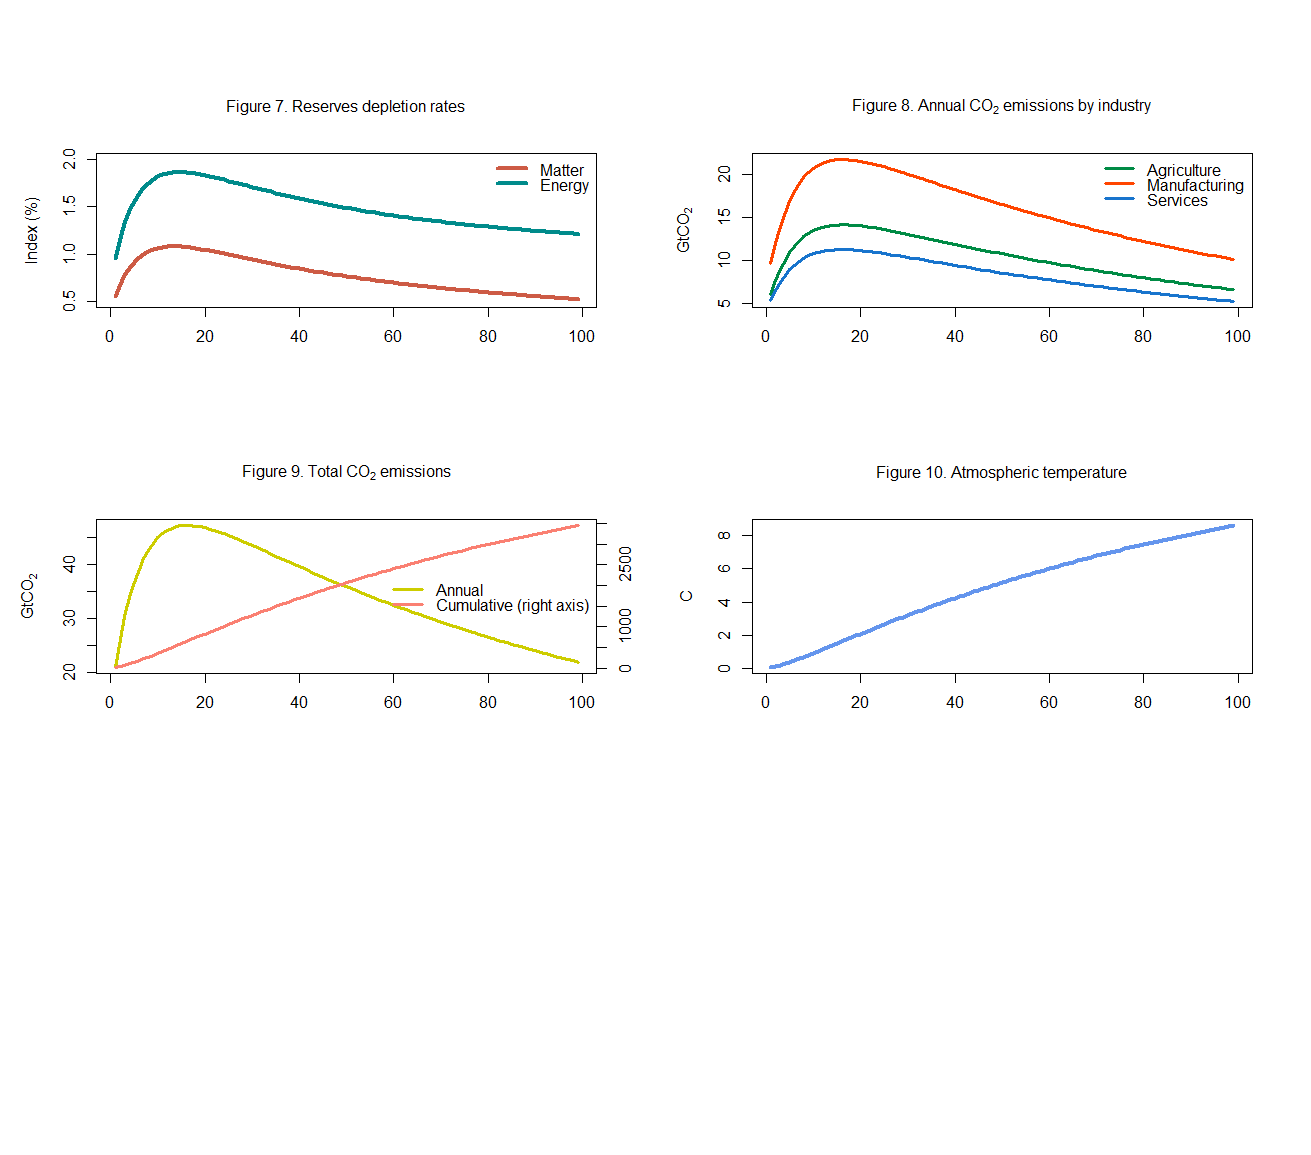 Figure 7. Reserves depletion rates
Index (%)
0.5 1.0 1.5 2.0
Matter
Energy
0 20 40 60 80 100
Figure 8. Annual CO₂ emissions by industry
GtCO₂
5 10 15 20
Agriculture
Manufacturing
Services
0 20 40 60 80 100
Figure 9. Total CO₂ emissions
GtCO₂
20 30 40
Annual
Cumulative (right axis)
0 1000 2500
0 20 40 60 80 100
Figure 10. Atmospheric temperature
C
0 2 4 6 8
0 20 40 60 80 100